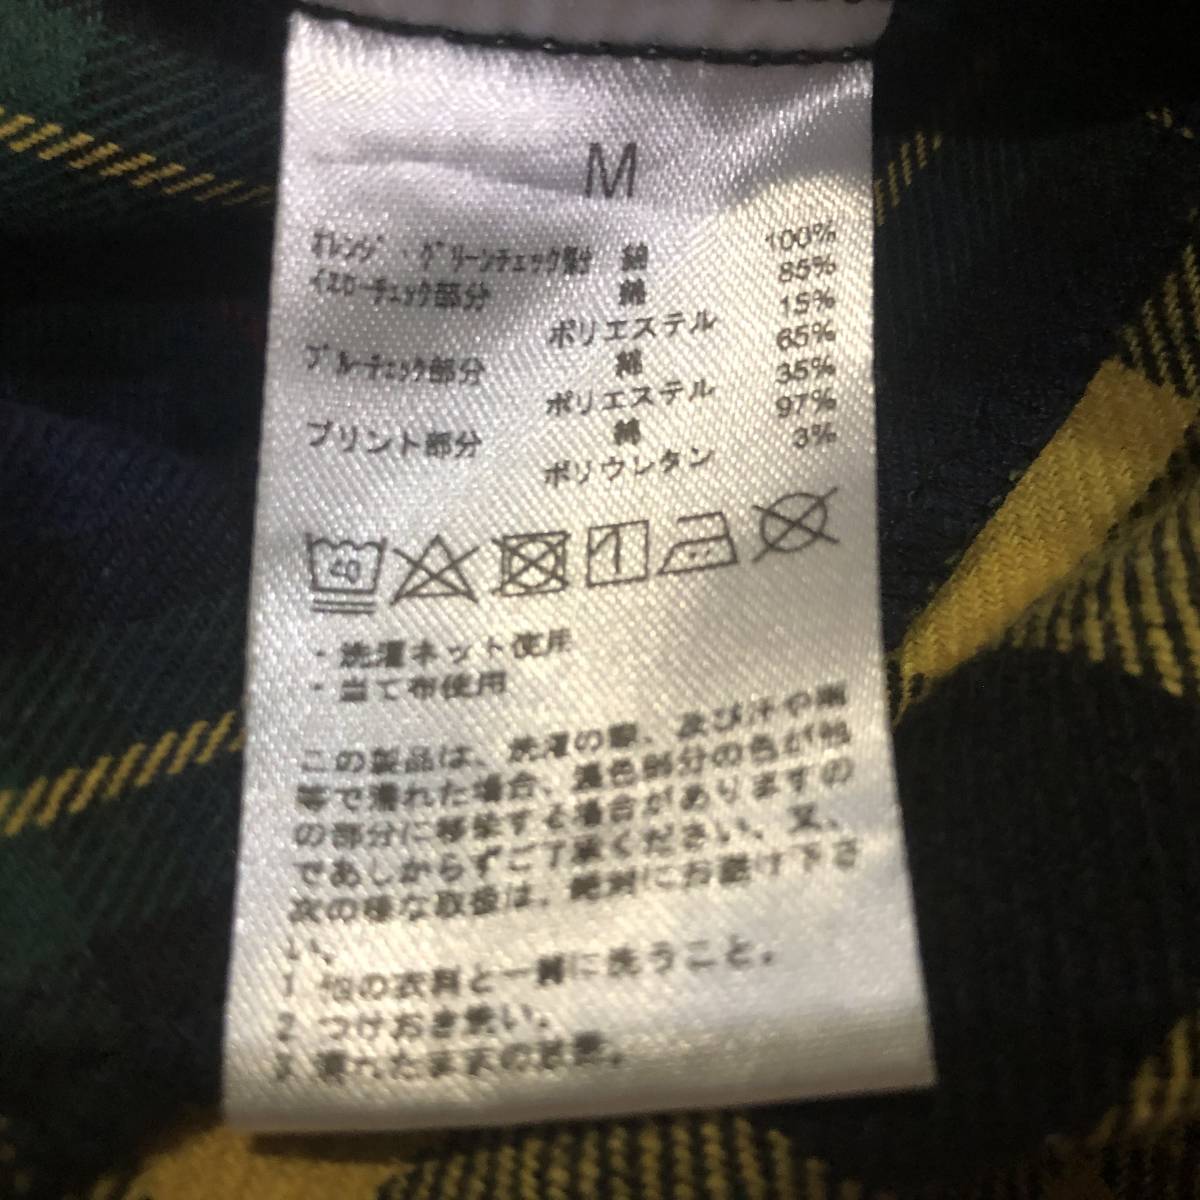 M
オレンジ・グリーンチェック部分 綿 100%
イエローチェック部分 綿 85%
ポリエステル 15%
ブルーチェック部分 綿 65%
ポリエステル 35%
プリント部分 綿 97%
ポリウレタン 3%
40
・洗濯ネット使用
・当て布使用
この製品は、洗濯の際、及び汗や雨
等で濡れた場合、濃色部分の色が他
の部分に移染する場合がありますの
であしからずご了承ください。又、
次の様な取扱は、絶対にお避け下さ
い。
1 他の衣料と一緒に洗うこと。
2 つけおき洗い。
3 濡れたままの放置。